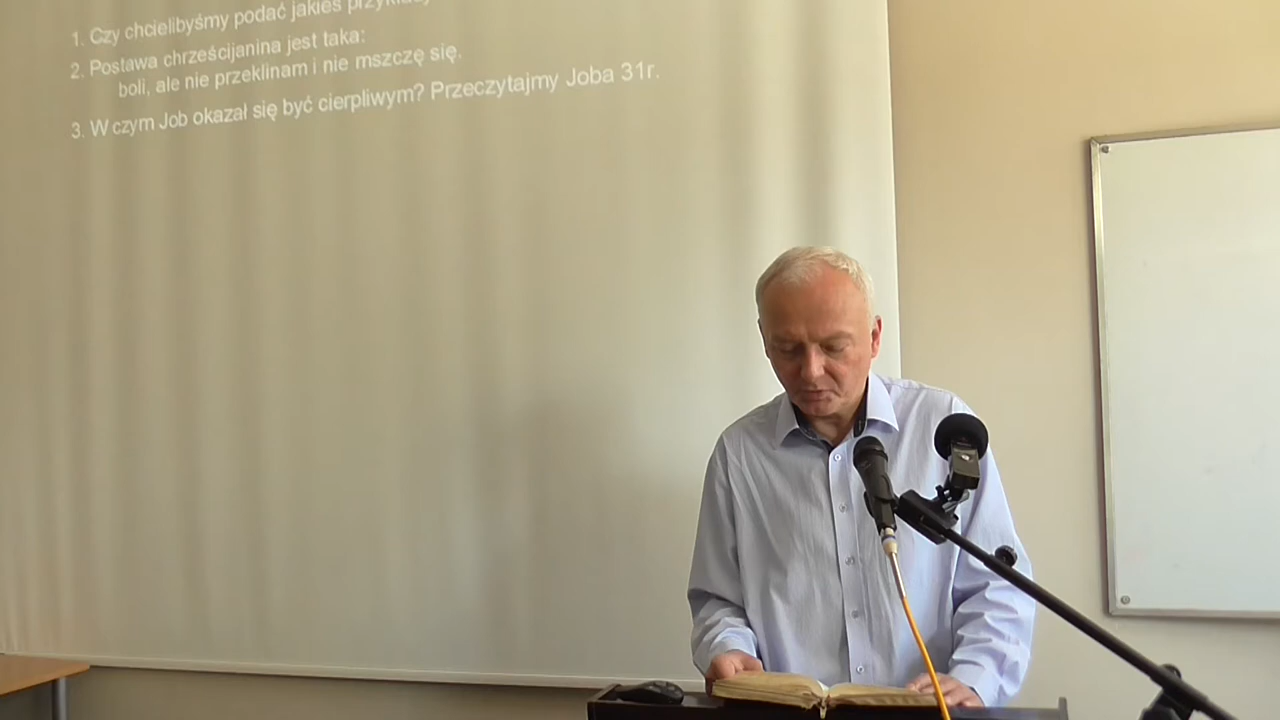 1. Czy chcielibyśmy podać jakieś przykłady
2. Postawa chrześcijanina jest taka:
boli, ale nie przeklinam i nie mszczę się.
3. W czym Job okazał się być cierpliwym? Przeczytajmy Joba 31r.